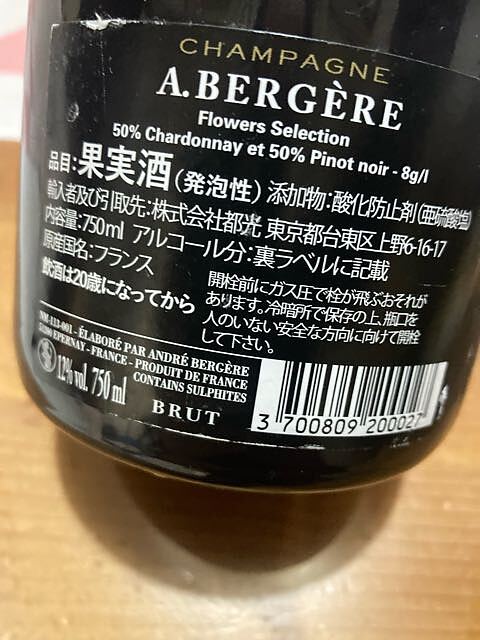 CHAMPAGNE
A.BERGÈRE
Flowers Selection
50% Chardonnay et 50% Pinot noir - 8g/l
品目:果実酒(発泡性) 添加物:酸化防止剤(亜硫酸塩)
輸入者及び引取先:株式会社都光 東京都台東区上野6-16-17
内容量:750ml アルコール分:裏ラベルに記載
原産国名:フランス
飲酒は20歳になってから
開栓前にガス圧で栓が飛ぶおそれが
あります。冷暗所で保存の上、瓶口を
人のいない安全な方向に向けて開栓
して下さい。
NM-113-001 - ÉLABORÉ PAR ANDRÉ BERGÈRE
51200 EPERNAY - FRANCE - PRODUIT DE FRANCE
12% vol 750 ml CONTAINS SULPHITES
BRUT
3 700809 200027